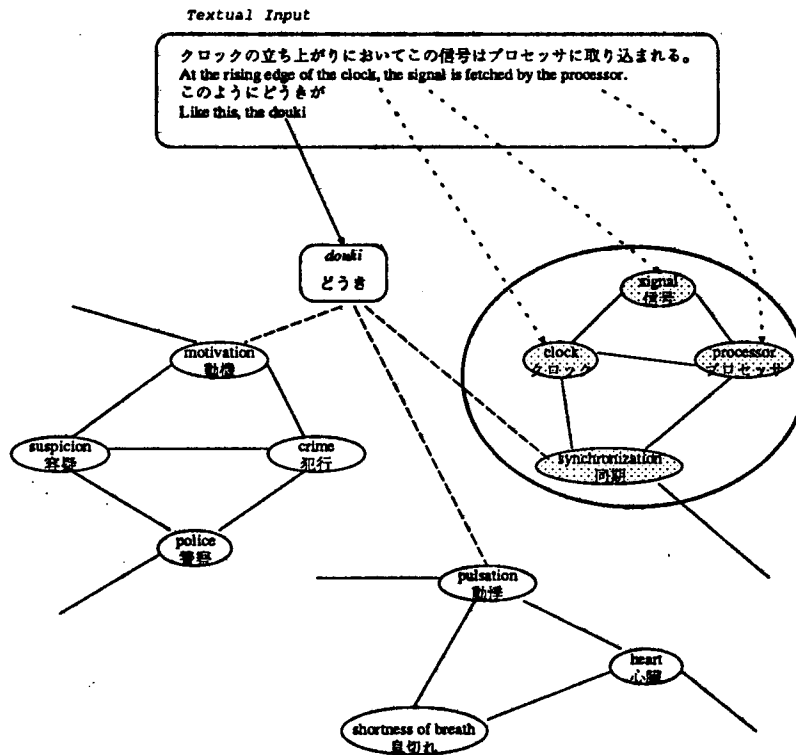 Textual Input
クロックの立ち上がりにおいてこの信号はプロセッサに取り込まれる。
At the rising edge of the clock, the signal is fetched by the processor.
このようにどうきが
Like this, the douki
douki
どうき
xignal
信号
motivation
動機
clock
クロック
processor
プロセッサ
suspicion
容疑
crime
犯行
synchronization
同期
police
警察
pulsation
動悸
heart
心臓
shortness of breath
息切れ